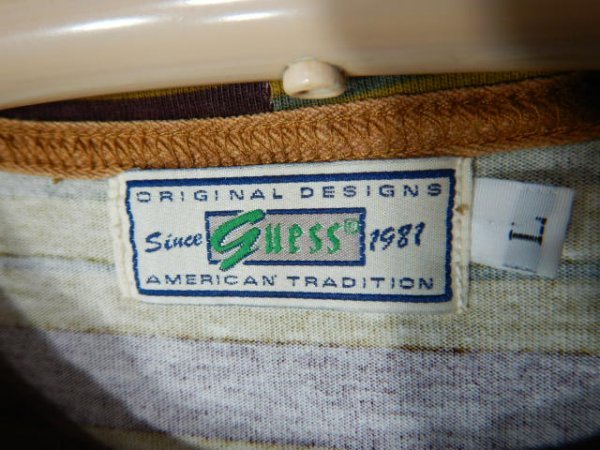 ORIGINAL DESIGNS
Since Guess® 1981
AMERICAN TRADITION
L